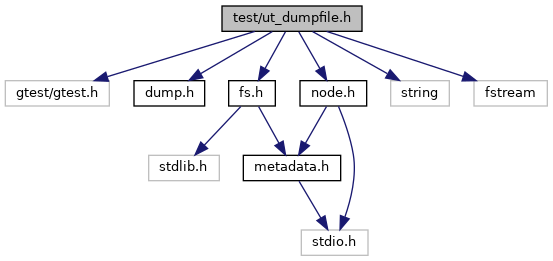 test/ut_dumpfile.h
gtest/gtest.h
dump.h
fs.h
node.h
string
fstream
stdlib.h
metadata.h
stdio.h